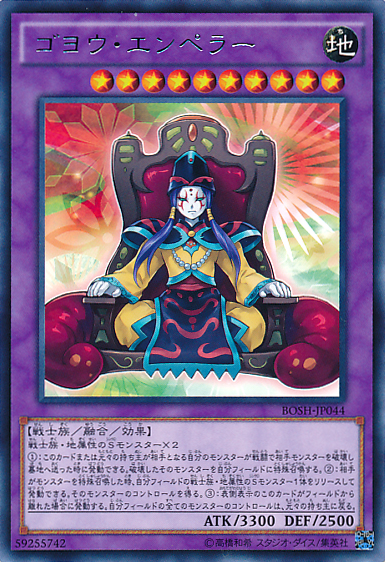 ゴヨウ・エンペラー
地
BOSH-JP044
【戦士族/融合/効果】
戦士族・地属性のSモンスター×2
①:このカードまたは元々の持ち主が相手となる自分のモンスターが戦闘で相手モンスターを破壊し
墓地へ送った時に発動できる。破壊したそのモンスターを自分フィールドに特殊召喚する。②:相手
がモンスターを特殊召喚した時、自分フィールドの戦士族・地属性のSモンスター1体をリリースして
発動できる。そのモンスターのコントロールを得る。③:表側表示のこのカードがフィールドから
離れた場合に発動する。自分フィールドの全てのモンスターのコントロールは、元々の持ち主に戻る。
ATK/3300 DEF/2500
59255742
©高橋和希 スタジオ・ダイス/集英社